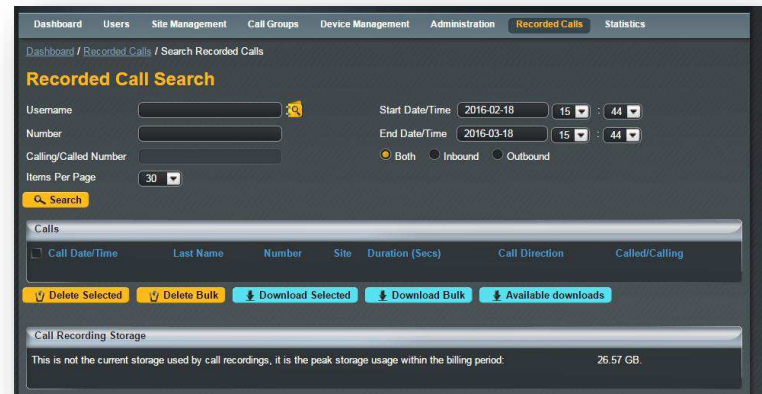 Dashboard Users Site Management Call Groups Device Management Administration Recorded Calls Statistics
Dashboard / Recorded Calls / Search Recorded Calls
Recorded Call Search
Username Start Date/Time 2016-02-18 15 : 44
Number End Date/Time 2016-03-18 15 : 44
Calling/Called Number Both Inbound Outbound
Items Per Page 30
Search
Calls
Call Date/Time Last Name Number Site Duration (Secs) Call Direction Called/Calling
Delete Selected Delete Bulk Download Selected Download Bulk Available downloads
Call Recording Storage
This is not the current storage used by call recordings, it is the peak storage usage within the billing period: 26.57 GB.